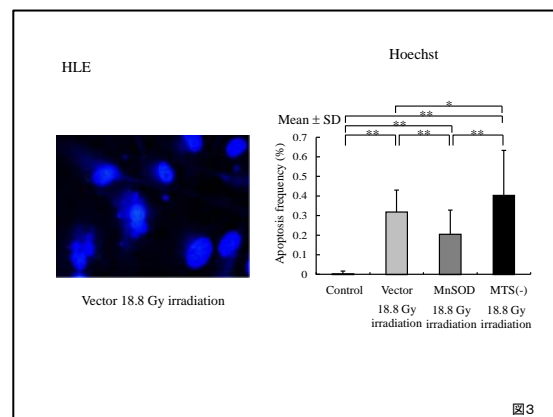 HLE
Hoechst
Mean ± SD
*
**
**
** ** **
Apoptosis frequency (%)
0.7
0.6
0.5
0.4
0.3
0.2
0.1
0
Control Vector MnSOD MTS(-)
18.8 Gy 18.8 Gy 18.8 Gy
irradiation irradiation irradiation
Vector 18.8 Gy irradiation
図3